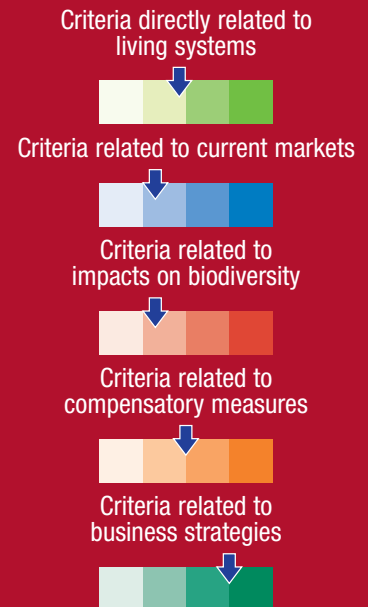 Criteria directly related to
living systems
Criteria related to current markets
Criteria related to
impacts on biodiversity
Criteria related to
compensatory measures
Criteria related to
business strategies